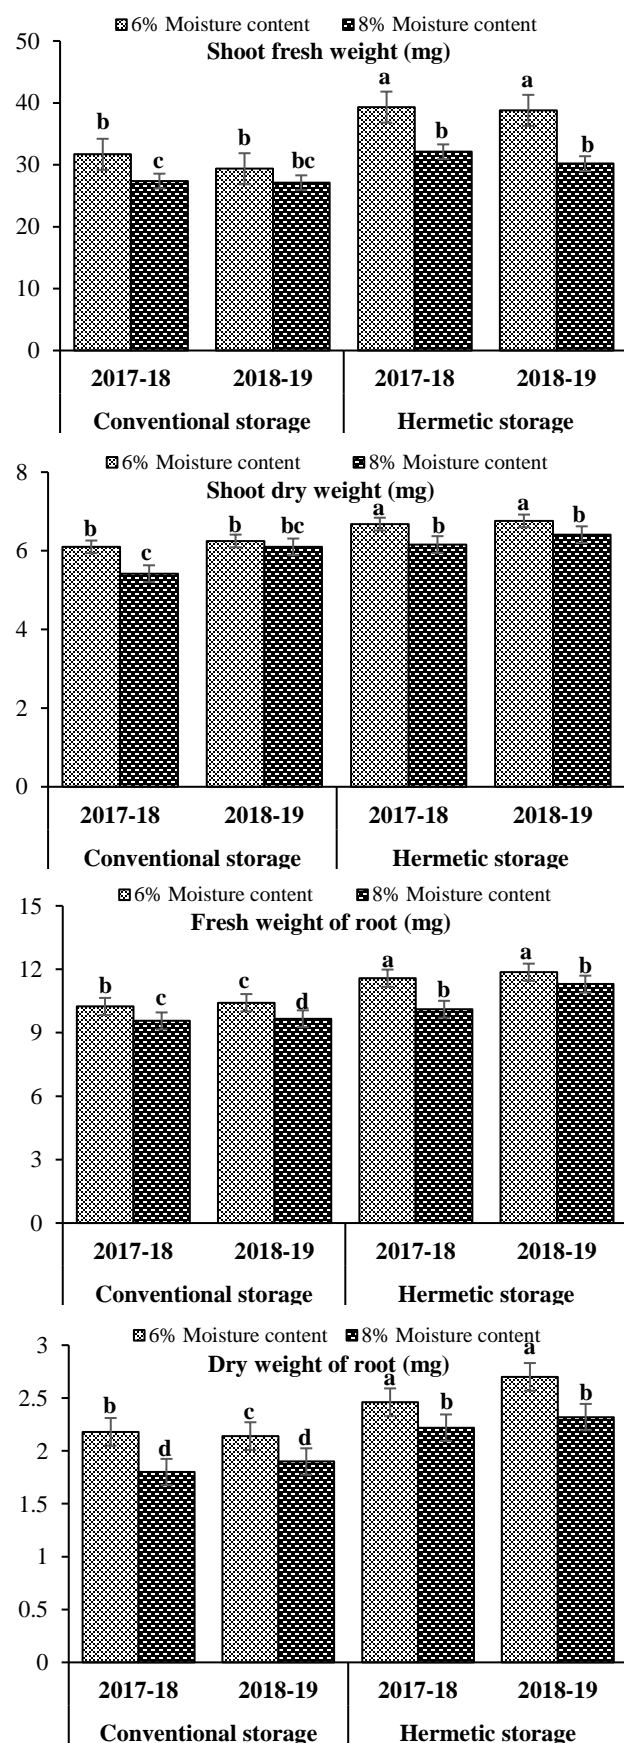 6% Moisture content 8% Moisture content
Shoot fresh weight (mg)
50
40
30
20
10
0
b c b bc a b a b
2017-18 2018-19 2017-18 2018-19
Conventional storage Hermetic storage
6% Moisture content 8% Moisture content
Shoot dry weight (mg)
8
6
4
2
0
b c b bc a b a b
2017-18 2018-19 2017-18 2018-19
Conventional storage Hermetic storage
6% Moisture content 8% Moisture content
Fresh weight of root (mg)
15
12
9
6
3
0
b c c d a b a b
2017-18 2018-19 2017-18 2018-19
Conventional storage Hermetic storage
6% Moisture content 8% Moisture content
Dry weight of root (mg)
3
2.5
2
1.5
1
0.5
0
b d c d a b a b
2017-18 2018-19 2017-18 2018-19
Conventional storage Hermetic storage